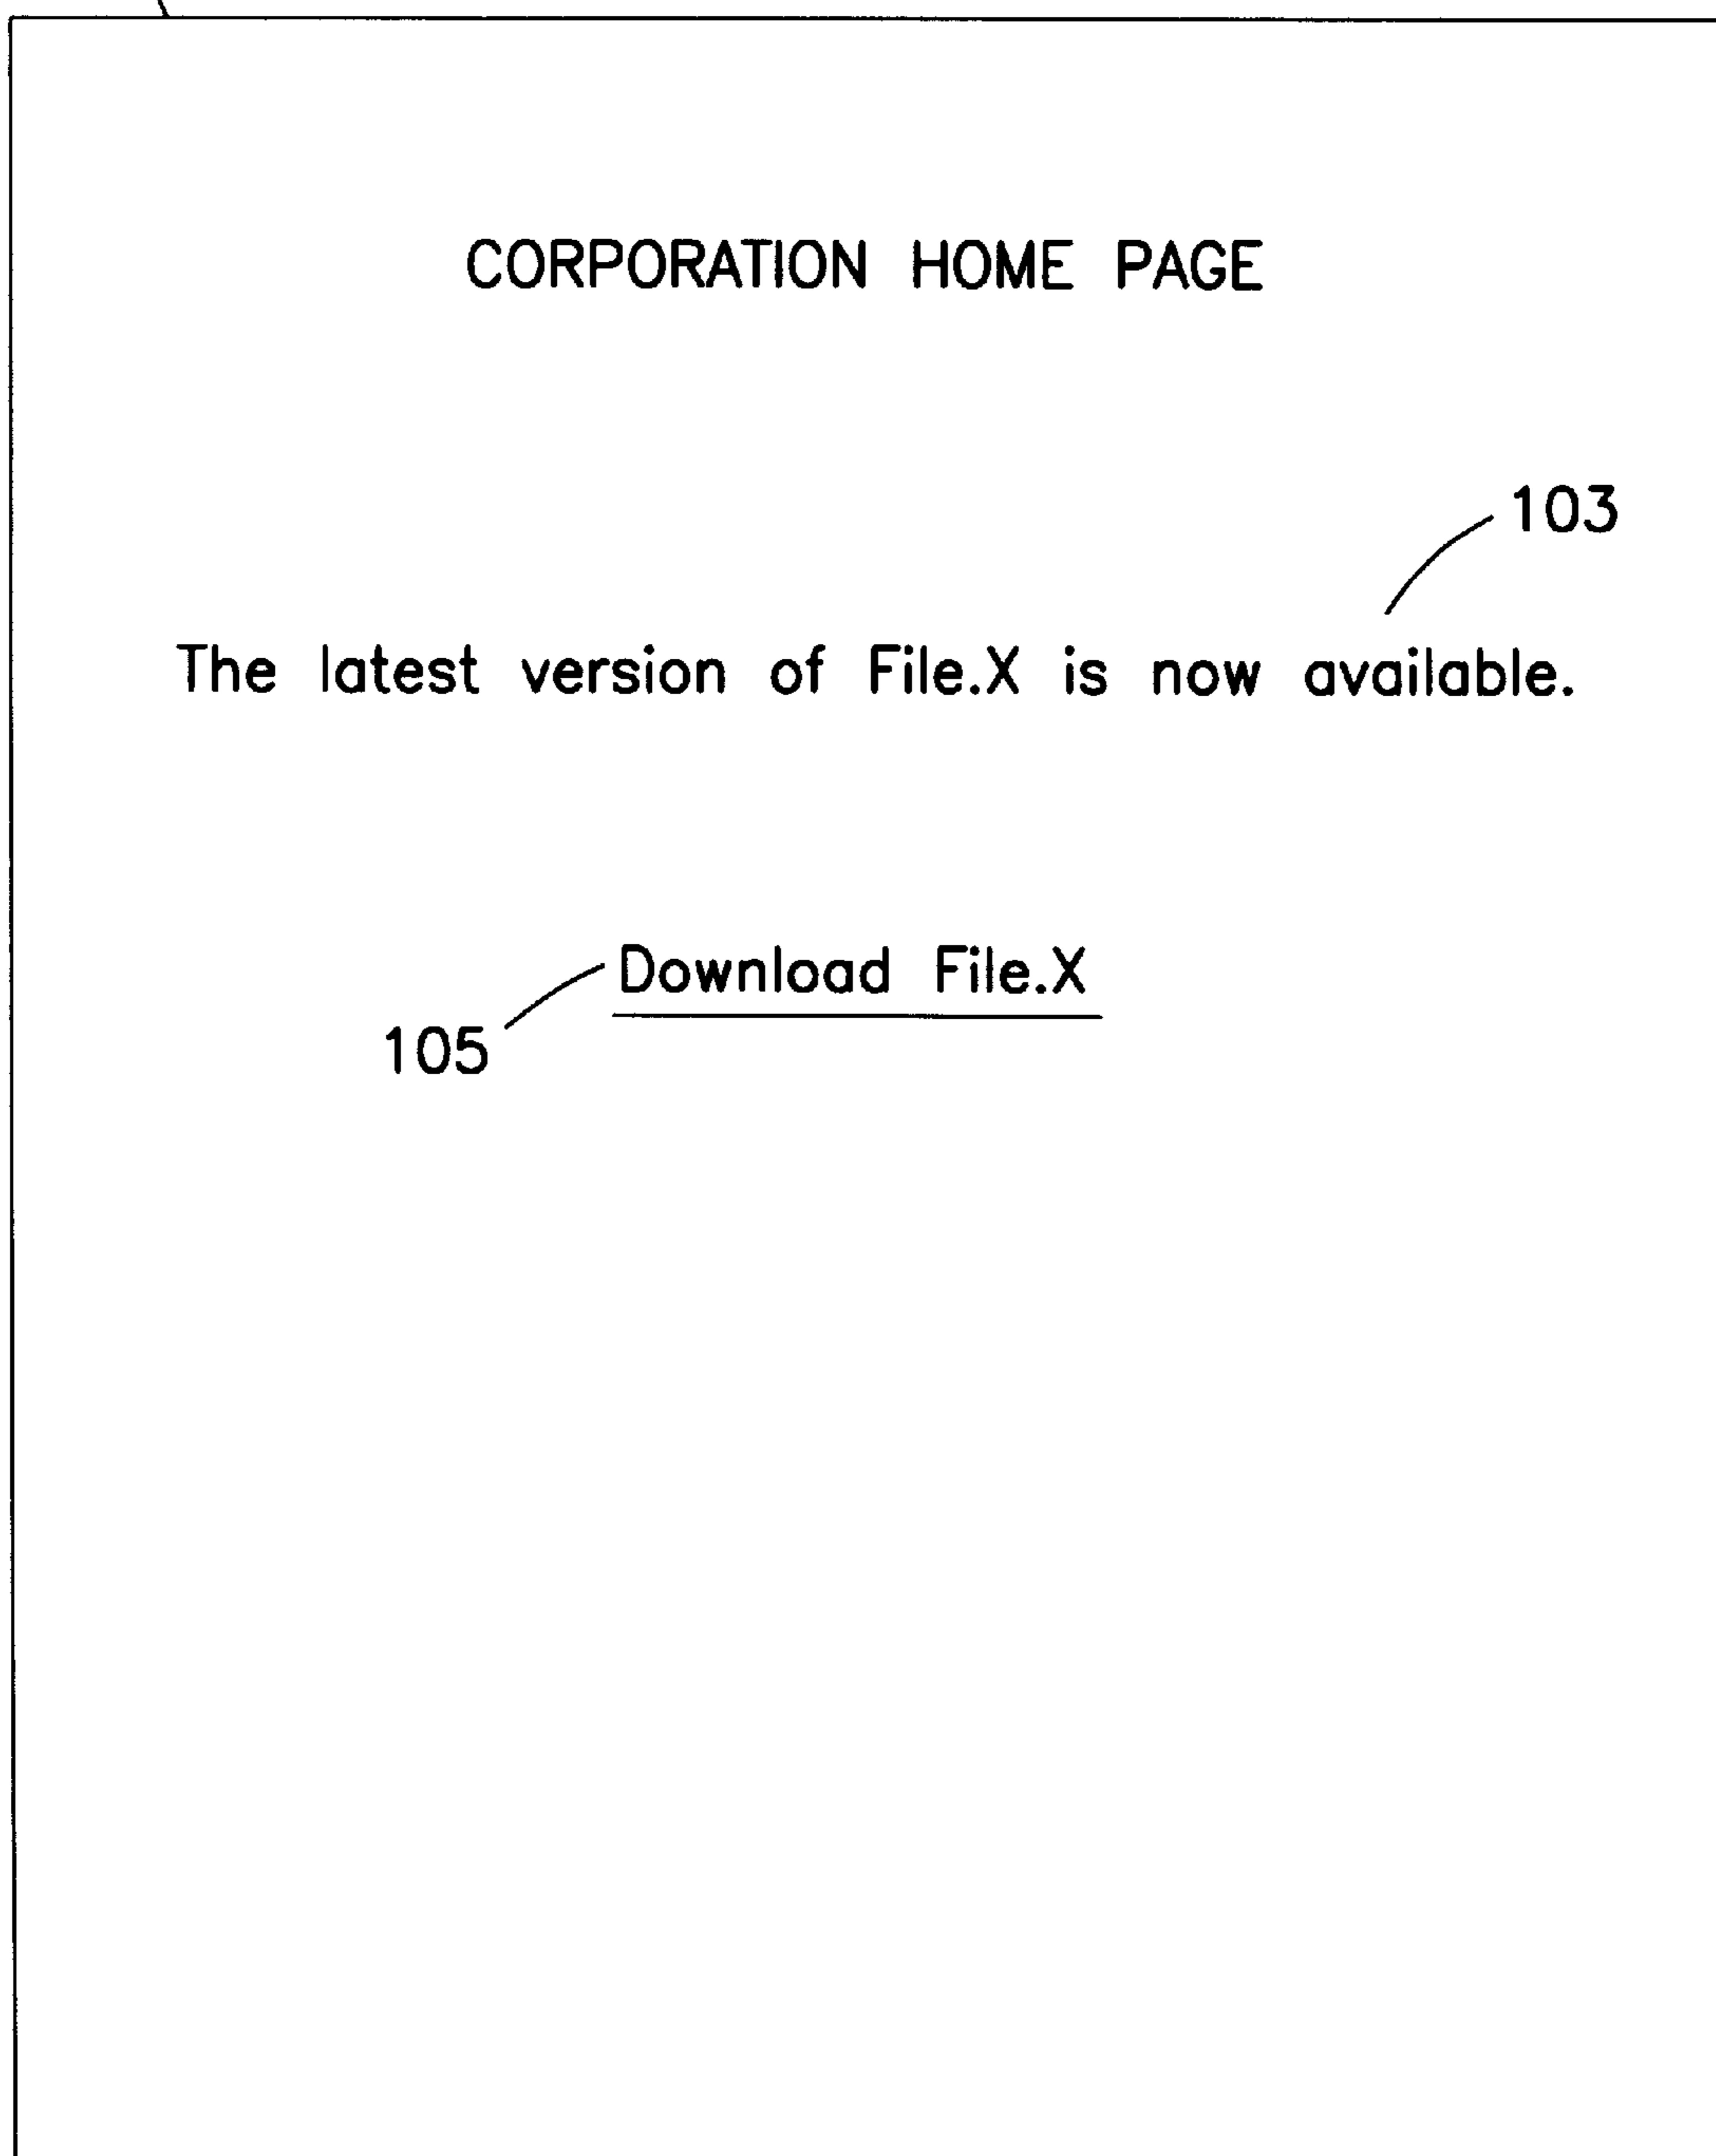 CORPORATION HOME PAGE
103
The latest version of File.X is now available.
Download File.X
105